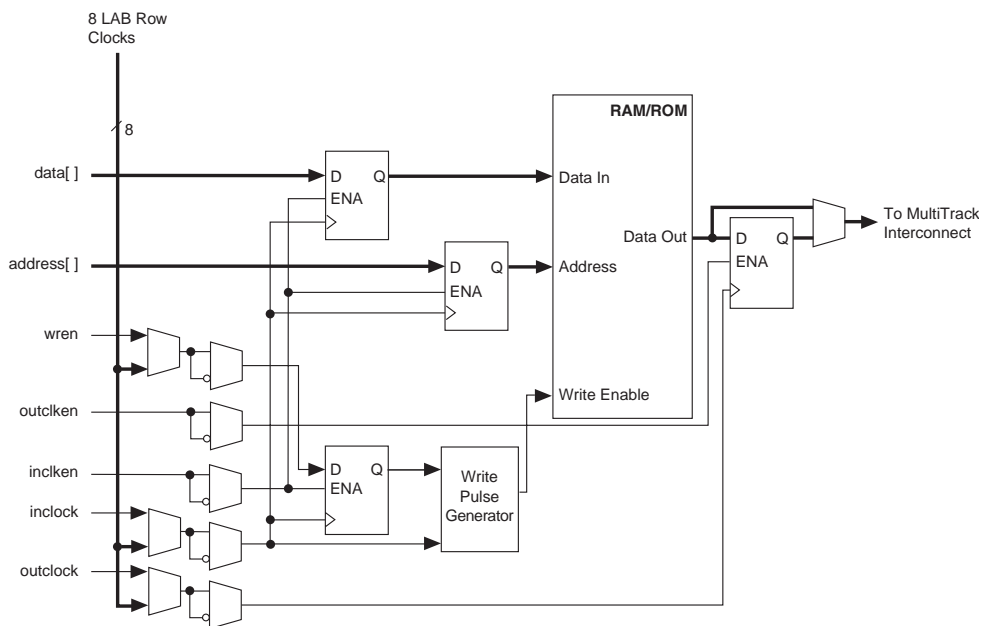 8 LAB Row
Clocks
8
RAM/ROM
data[ ]
D Q
ENA
Data In
Data Out
D Q
ENA
To MultiTrack
Interconnect
address[ ]
D Q
ENA
Address
wren
Write Enable
outclken
inclken
D Q
ENA
Write
Pulse
Generator
inclock
outclock